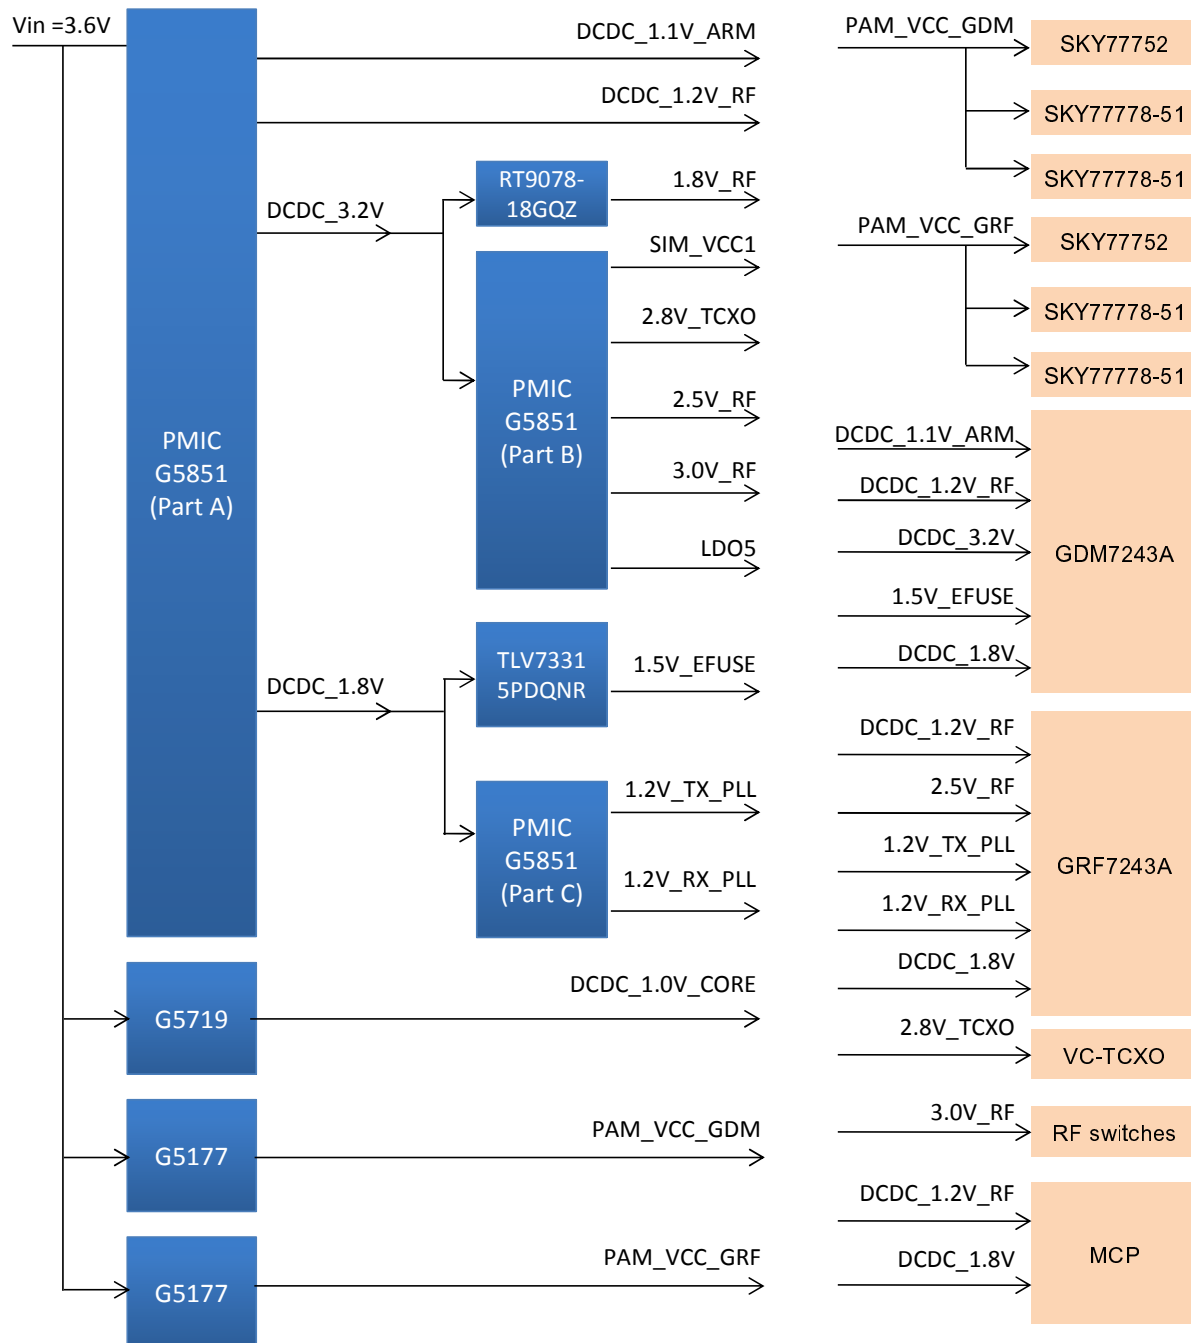 Vin =3.6V
PMIC
G5851
(Part A)
DCDC_1.1V_ARM
DCDC_1.2V_RF
DCDC_3.2V
RT9078-
18GQZ
1.8V_RF
PMIC
G5851
(Part B)
SIM_VCC1
2.8V_TCXO
2.5V_RF
3.0V_RF
LDO5
DCDC_1.8V
TLV7331
5PDQNR
1.5V_EFUSE
PMIC
G5851
(Part C)
1.2V_TX_PLL
1.2V_RX_PLL
G5719
DCDC_1.0V_CORE
G5177
PAM_VCC_GDM
G5177
PAM_VCC_GRF
PAM_VCC_GDM
SKY77752
SKY77778-51
SKY77778-51
PAM_VCC_GRF
SKY77752
SKY77778-51
SKY77778-51
DCDC_1.1V_ARM
DCDC_1.2V_RF
DCDC_3.2V
1.5V_EFUSE
DCDC_1.8V
GDM7243A
DCDC_1.2V_RF
2.5V_RF
1.2V_TX_PLL
1.2V_RX_PLL
DCDC_1.8V
GRF7243A
2.8V_TCXO
VC-TCXO
3.0V_RF
RF switches
DCDC_1.2V_RF
DCDC_1.8V
MCP